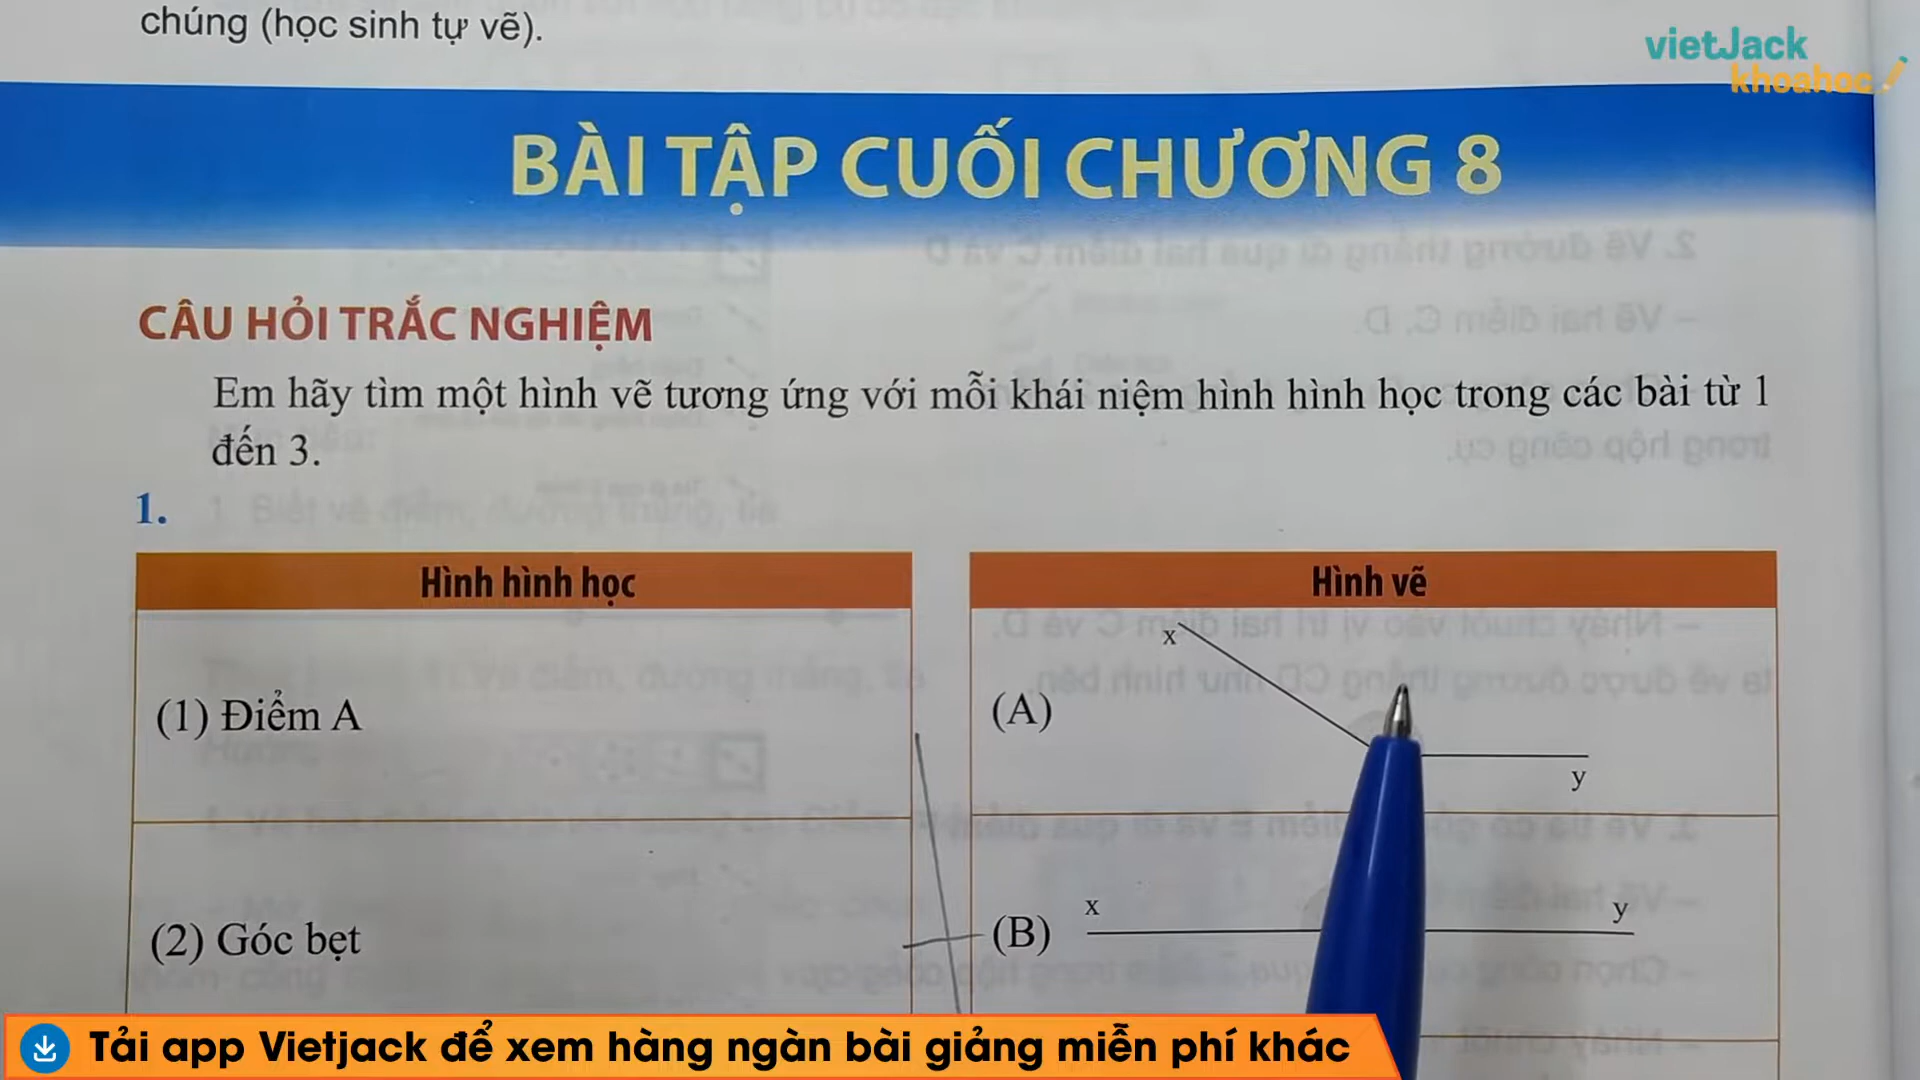 chúng (học sinh tự vẽ).
vietJack
khoahoc
BÀI TẬP CUỐI CHƯƠNG 8
CÂU HỎI TRẮC NGHIỆM
Em hãy tìm một hình vẽ tương ứng với mỗi khái niệm hình hình học trong các bài từ 1
đến 3.
1.
Hình hình học
Hình vẽ
(1) Điểm A
(A)
x
y
(2) Góc bẹt
(B)
x
y
Tải app Vietjack để xem hàng ngàn bài giảng miễn phí khác